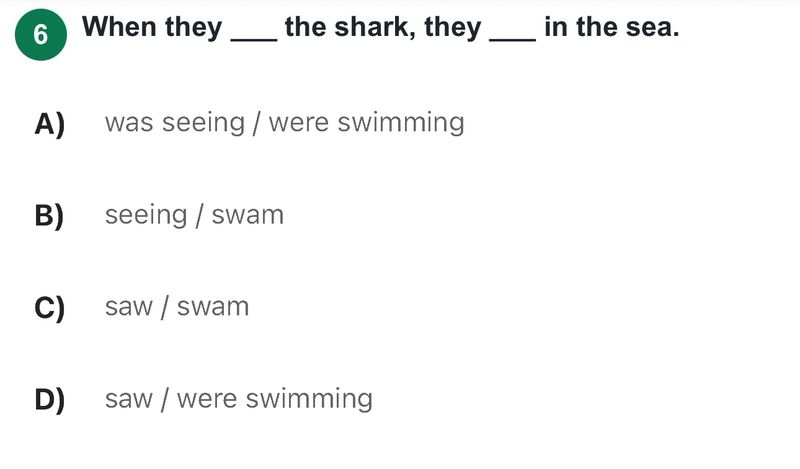 6 When they ___ the shark, they ___ in the sea.
A) was seeing / were swimming
B) seeing / swam
C) saw / swam
D) saw / were swimming